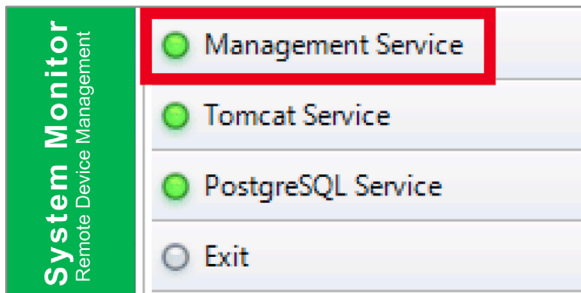 System Monitor
Remote Device Management
Management Service
Tomcat Service
PostgreSQL Service
Exit